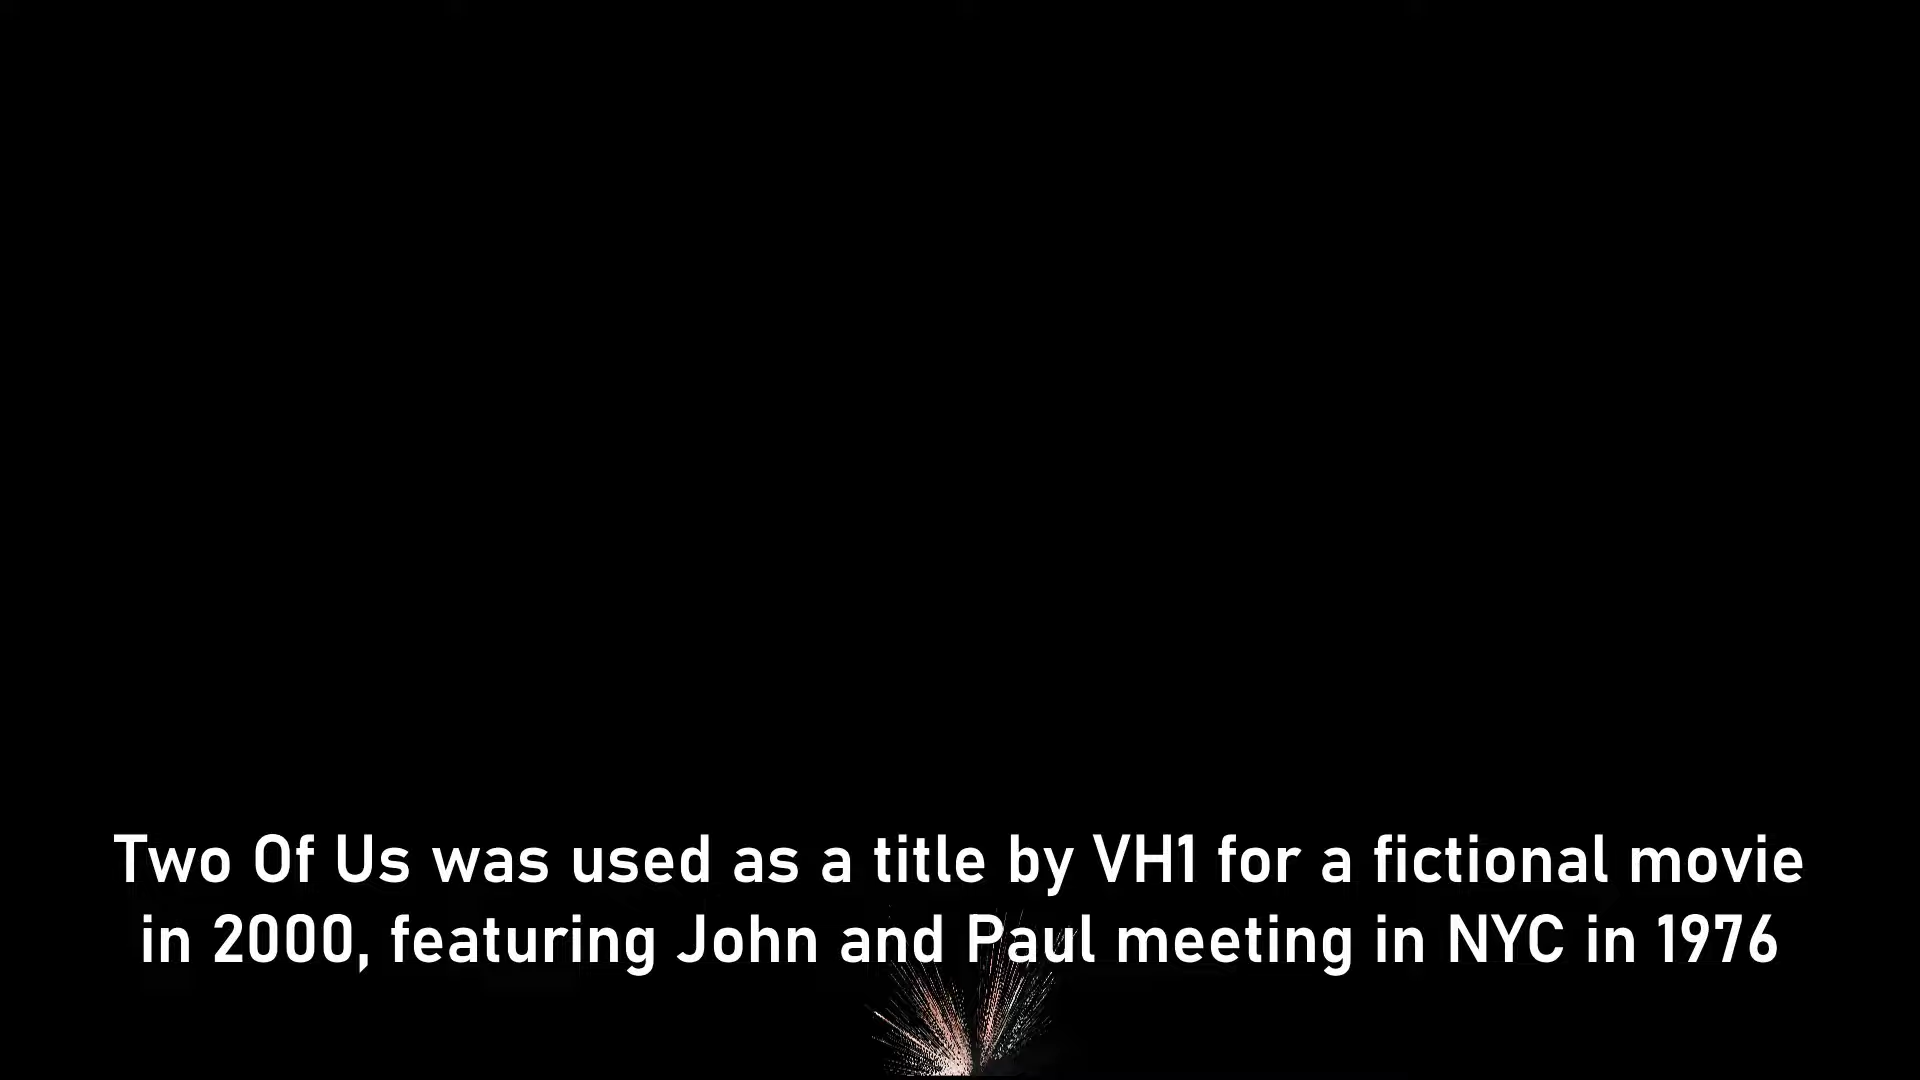 Two Of Us was used as a title by VH1 for a fictional movie
in 2000, featuring John and Paul meeting in NYC in 1976